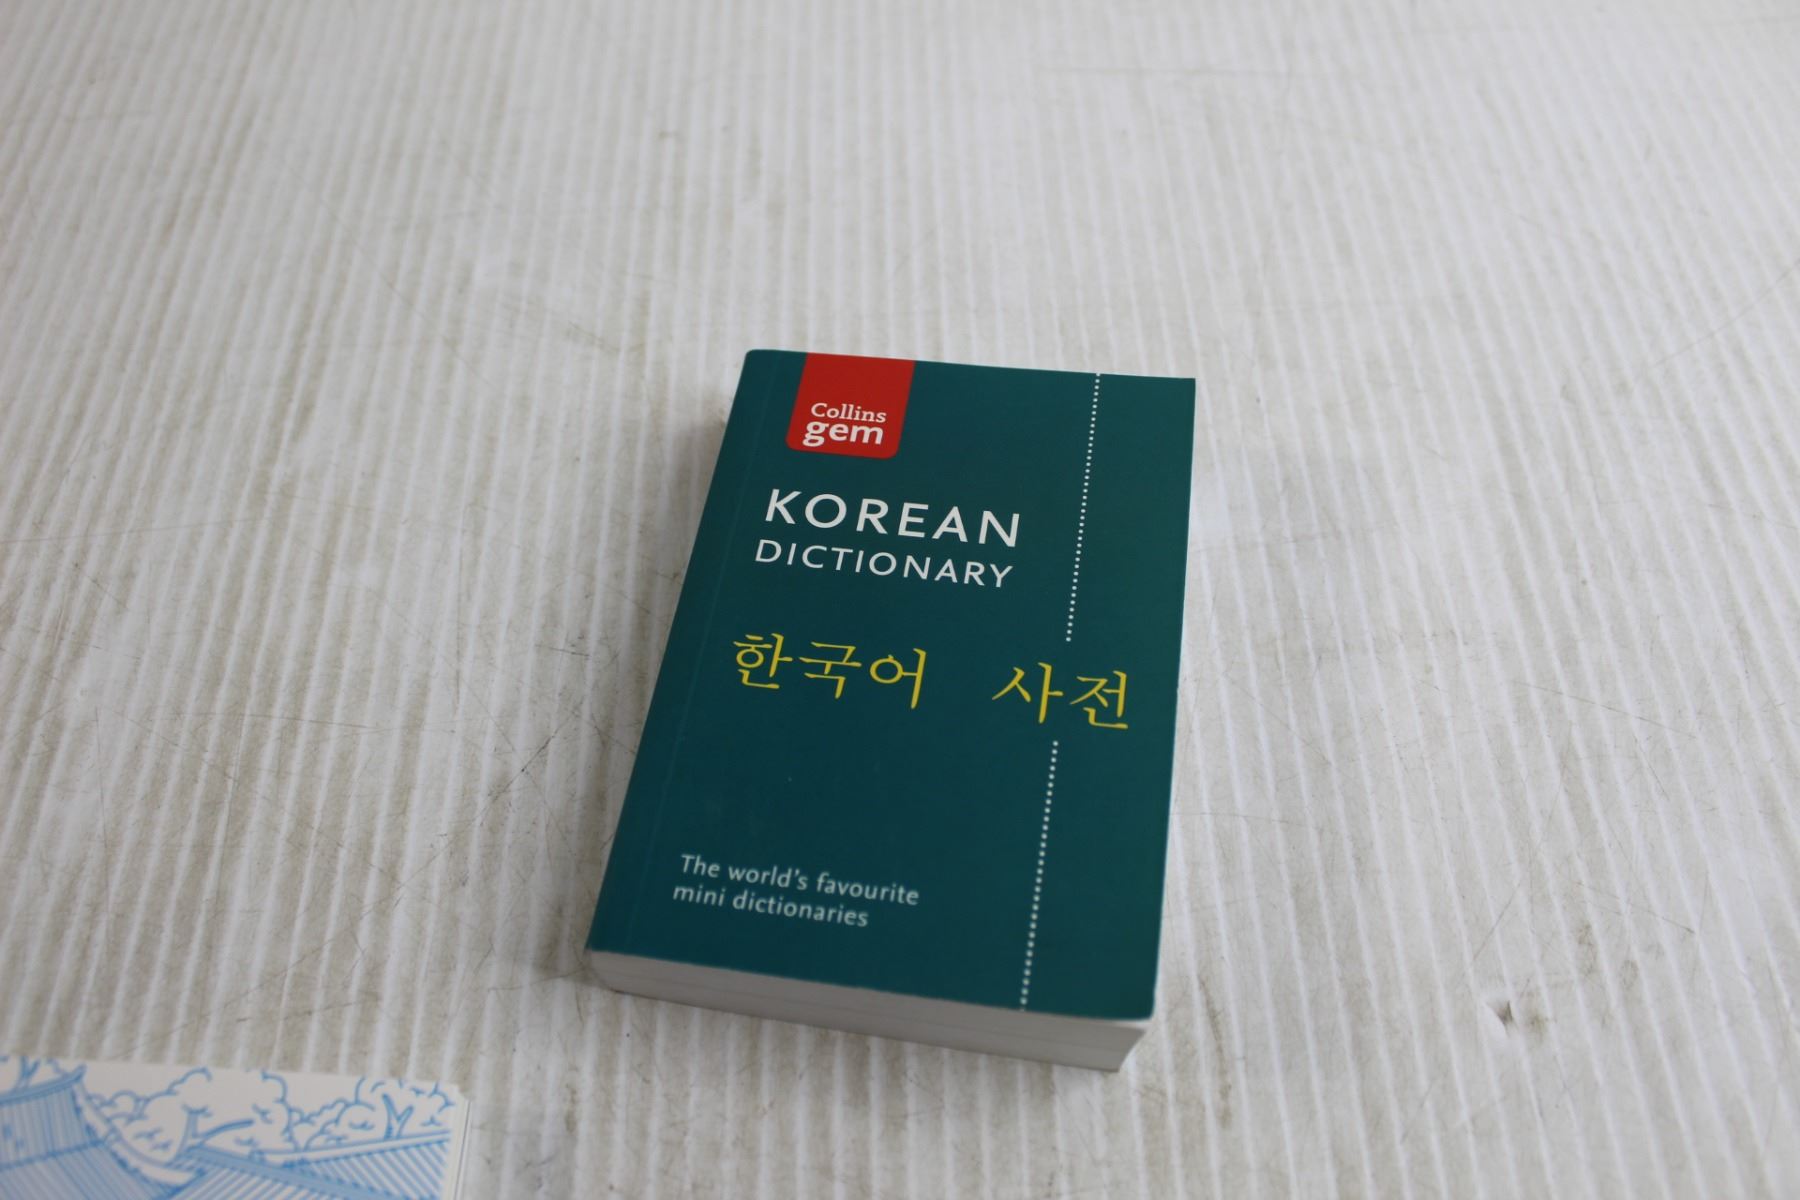 Collins
gem
KOREAN
DICTIONARY
한국어 사전
The world's favourite
mini dictionaries